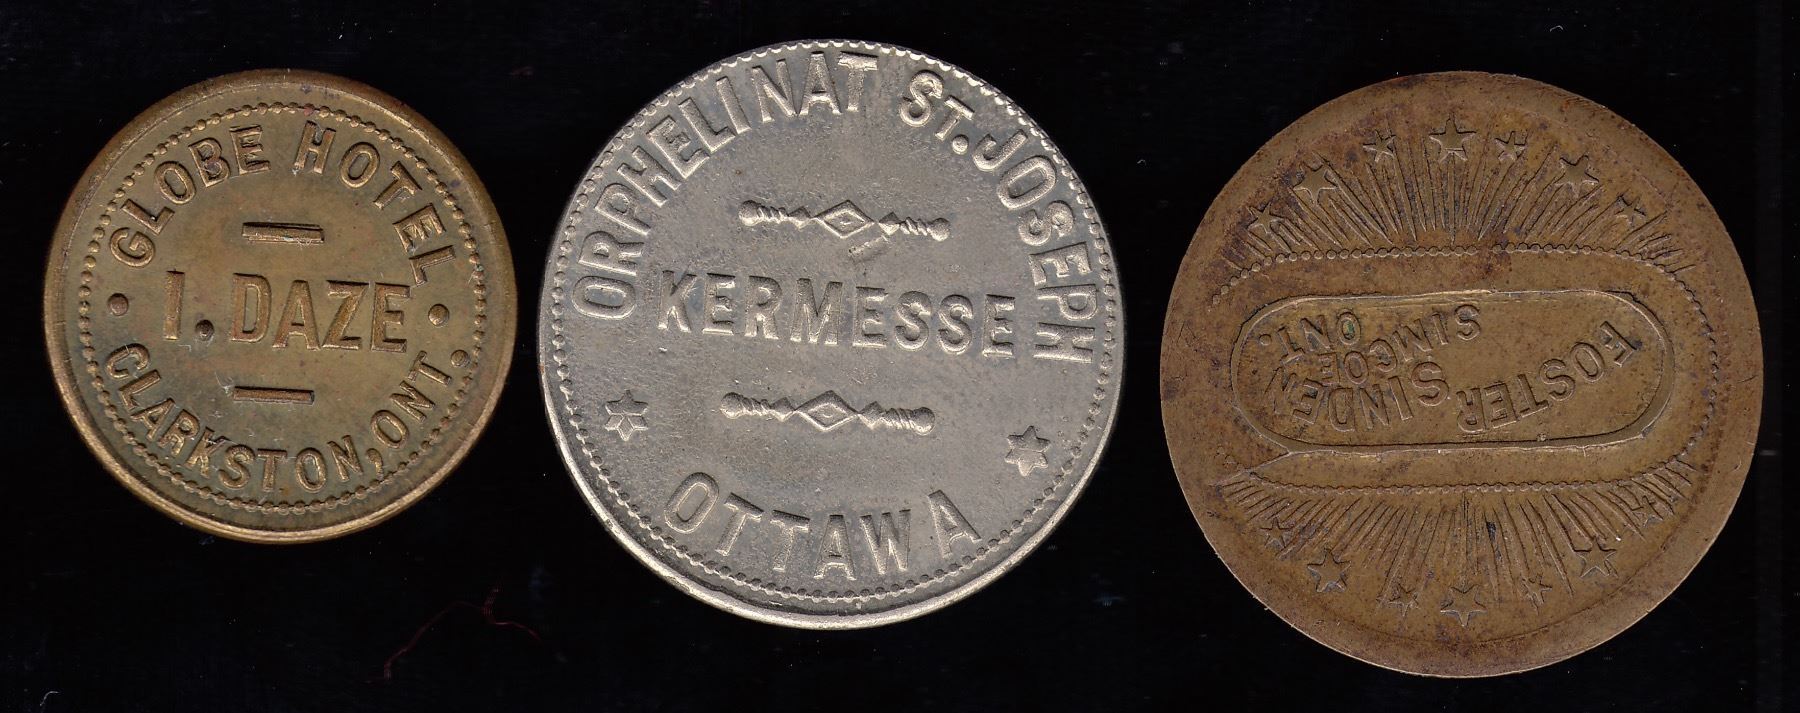 GLOBE HOTEL
I. DAZE
CLARKSTON, ONT.
ORPHELINAT ST. JOSEPH
KERMESSE
OTTAWA
FOSTER SINDEN
SIMCOE
ONT.